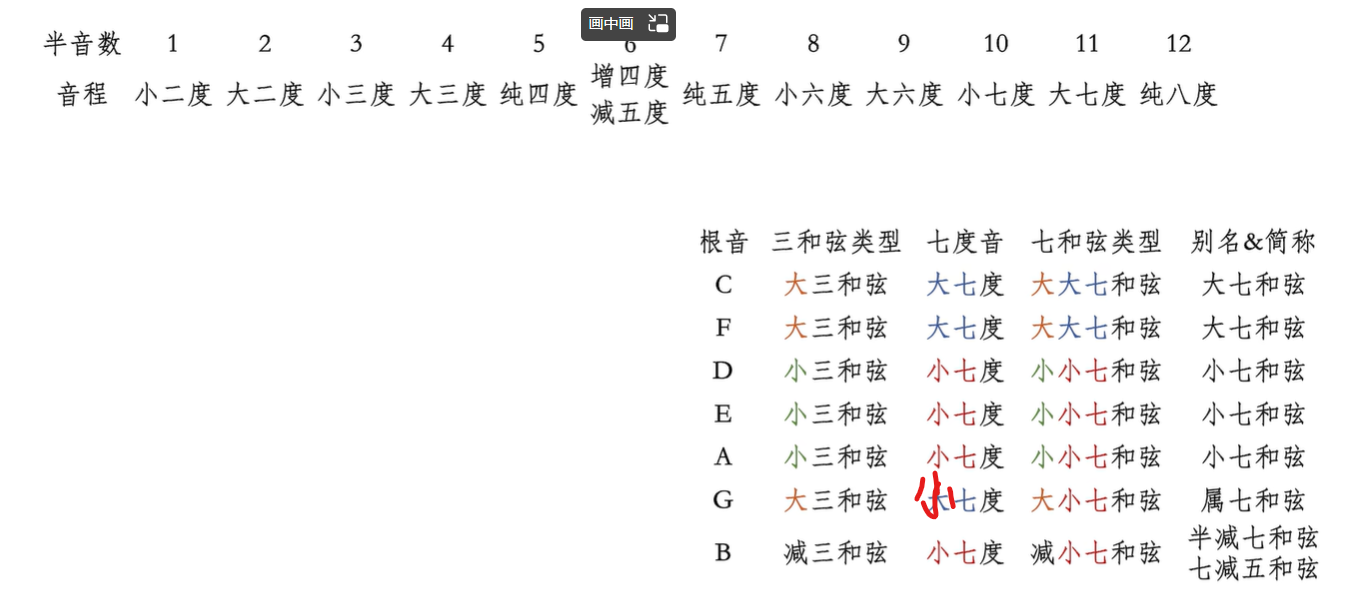 画中画
半音数 1 2 3 4 5 6 7 8 9 10 11 12
音程 小二度 大二度 小三度 大三度 纯四度 增四度 减五度 纯五度 小六度 大六度 小七度 大七度 纯八度
根音 三和弦类型 七度音 七和弦类型 别名&简称
C 大三和弦 大七度 大大七和弦 大七和弦
F 大三和弦 大七度 大大七和弦 大七和弦
D 小三和弦 小七度 小小七和弦 小七和弦
E 小三和弦 小七度 小小七和弦 小七和弦
A 小三和弦 小七度 小小七和弦 小七和弦
G 大三和弦 小 大七度 大小七和弦 属七和弦
B 减三和弦 小七度 减小七和弦 半减七和弦
七减五和弦